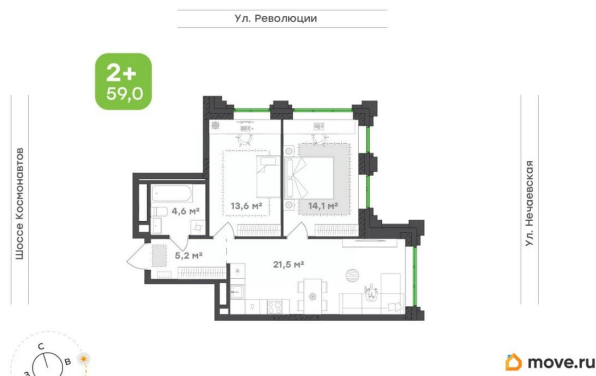 Ул. Революции
2+
59,0
Шоссе Космонавтов
Ул. Нечаевская
13,6 м²
14,1 м²
4,6 м²
5,2 м²
21,5 м²
С
В
З
move.ru